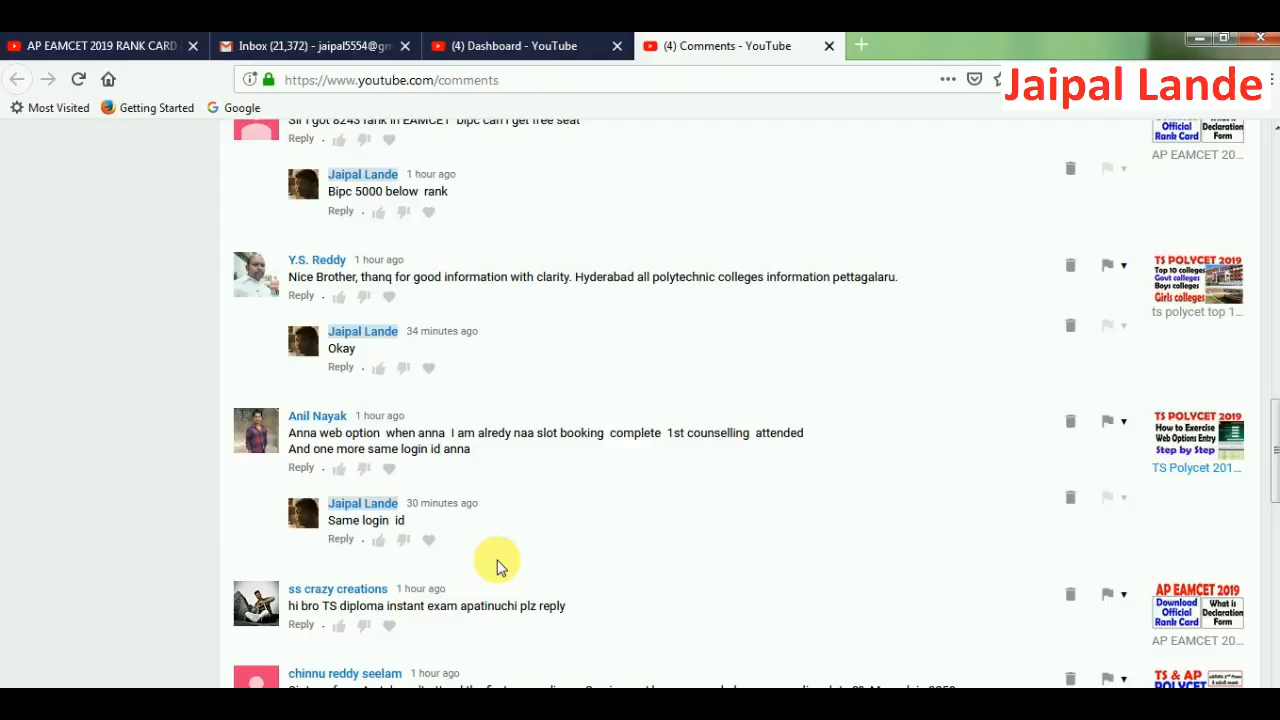 AP EAMCET 2019 RANK CARD
Inbox (21,372) - jaipal5554@gm
(4) Dashboard - YouTube
(4) Comments - YouTube
https://www.youtube.com/comments
Jaipal Lande
Most Visited
Getting Started
Google
Sir I got 8243 rank in EAMCET bipc can i get free seat
Reply
Official
Rank Card
Declaration
Form
AP EAMCET 20...
Jaipal Lande 1 hour ago
Bipc 5000 below rank
Reply
Y.S. Reddy 1 hour ago
Nice Brother, thanq for good information with clarity. Hyderabad all polytechnic colleges information pettagalaru.
Reply
TS POLYCET 2019
Top 10 colleges
Govt colleges
Boys colleges
Girls colleges
ts polycet top 1...
Jaipal Lande 34 minutes ago
Okay
Reply
Anil Nayak 1 hour ago
Anna web option when anna I am alredy naa slot booking complete 1st counselling attended
And one more same login id anna
Reply
TS POLYCET 2019
How to Exercise
Web Options Entry
Step by Step
TS Polycet 201...
Jaipal Lande 30 minutes ago
Same login id
Reply
ss crazy creations 1 hour ago
hi bro TS diploma instant exam apatinuchi plz reply
Reply
AP EAMCET 2019
Download
Official
Rank Card
What is
Declaration
Form
AP EAMCET 20...
chinnu reddy seelam 1 hour ago
TS & AP
POLYCET